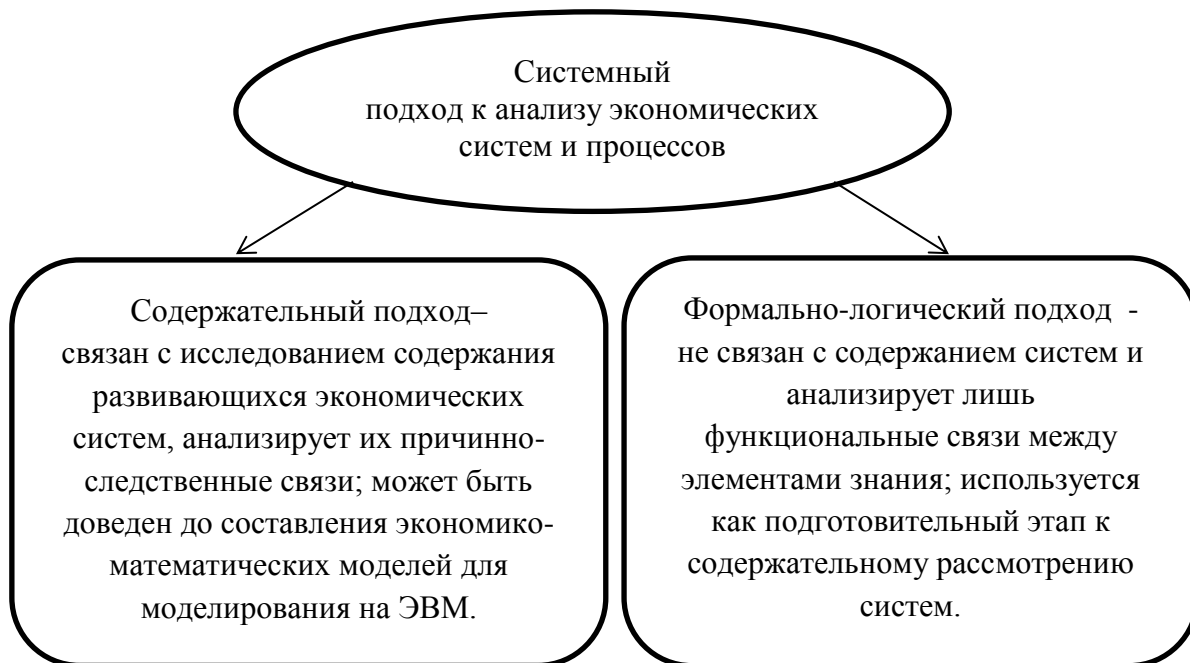 Системный
подход к анализу экономических
систем и процессов
Содержательный подход–
связан с исследованием содержания
развивающихся экономических
систем, анализирует их причинно-
следственные связи; может быть
доведен до составления экономико-
математических моделей для
моделирования на ЭВМ.
Формально-логический подход -
не связан с содержанием систем и
анализирует лишь
функциональные связи между
элементами знания; используется
как подготовительный этап к
содержательному рассмотрению
систем.